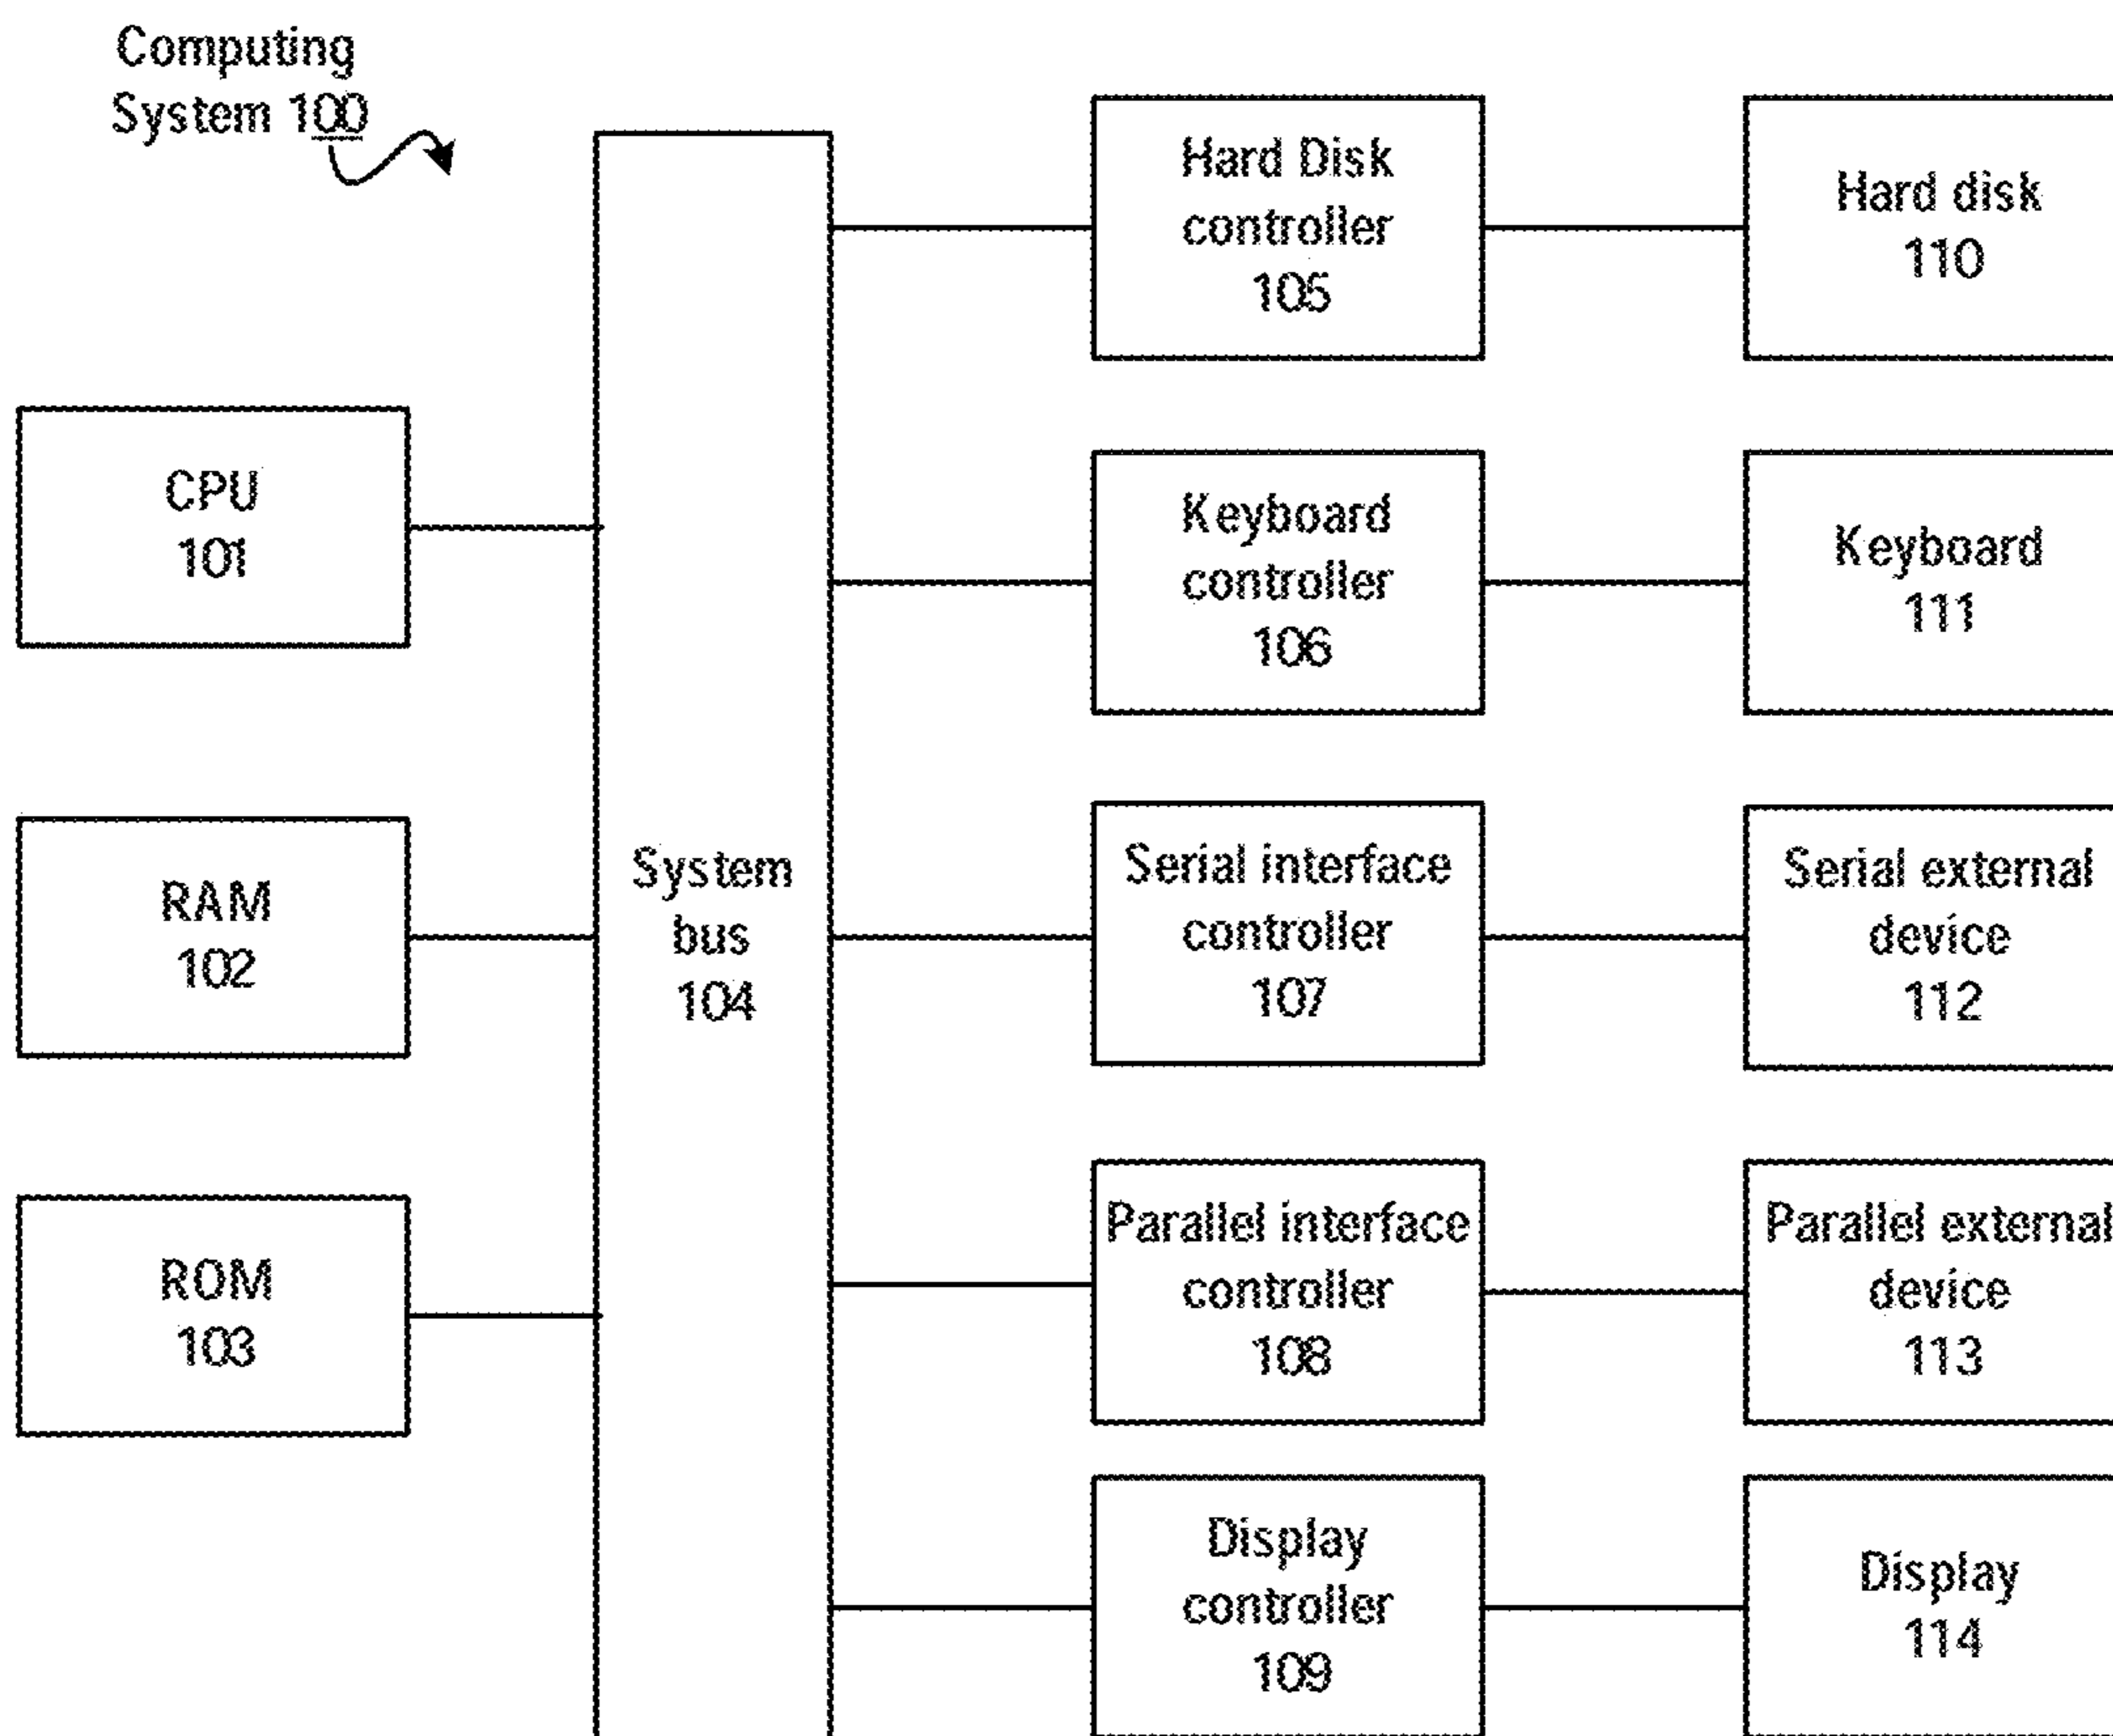 Computing
System 100
Hard Disk
controller
105
Hard disk
110
CPU
101
Keyboard
controller
106
Keyboard
111
RAM
102
System
bus
104
Serial interface
controller
107
Serial external
device
112
ROM
103
Parallel interface
controller
108
Parallel external
device
113
Display
controller
109
Display
114